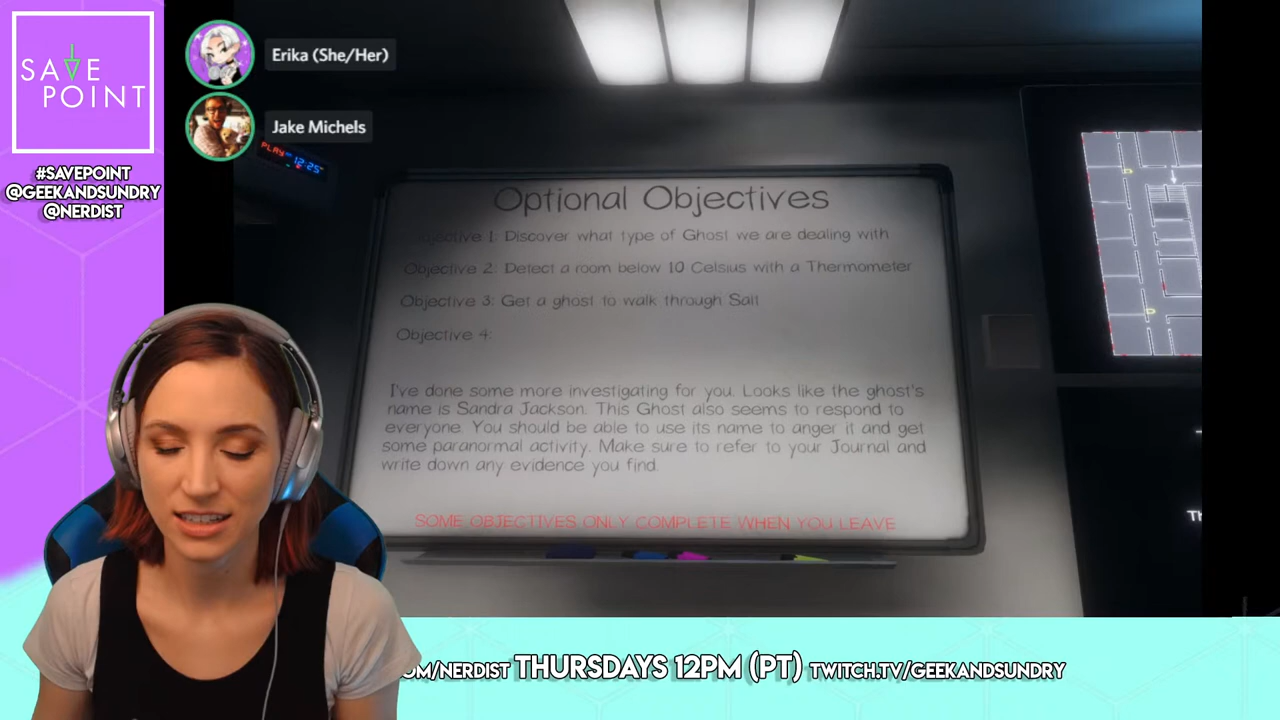 SAVE
POINT
#SAVEPOINT
@GEEKANDSUNDRY
@NERDIST
Erika (She/Her)
Jake Michels
PLAY 12:25
Optional Objectives
Objective 1: Discover what type of Ghost we are dealing with
Objective 2: Detect a room below 10 Celsius with a Thermometer
Objective 3: Get a ghost to walk through Salt
Objective 4:
I've done some more investigating for you. Looks like the ghost's
name is Sandra Jackson. This Ghost also seems to respond to
everyone. You should be able to use its name to anger it and get
some paranormal activity. Make sure to refer to your Journal and
write down any evidence you find.
SOME OBJECTIVES ONLY COMPLETE WHEN YOU LEAVE
OM/NERDIST THURSDAYS 12PM (PT) TWITCH.TV/GEEKANDSUNDRY